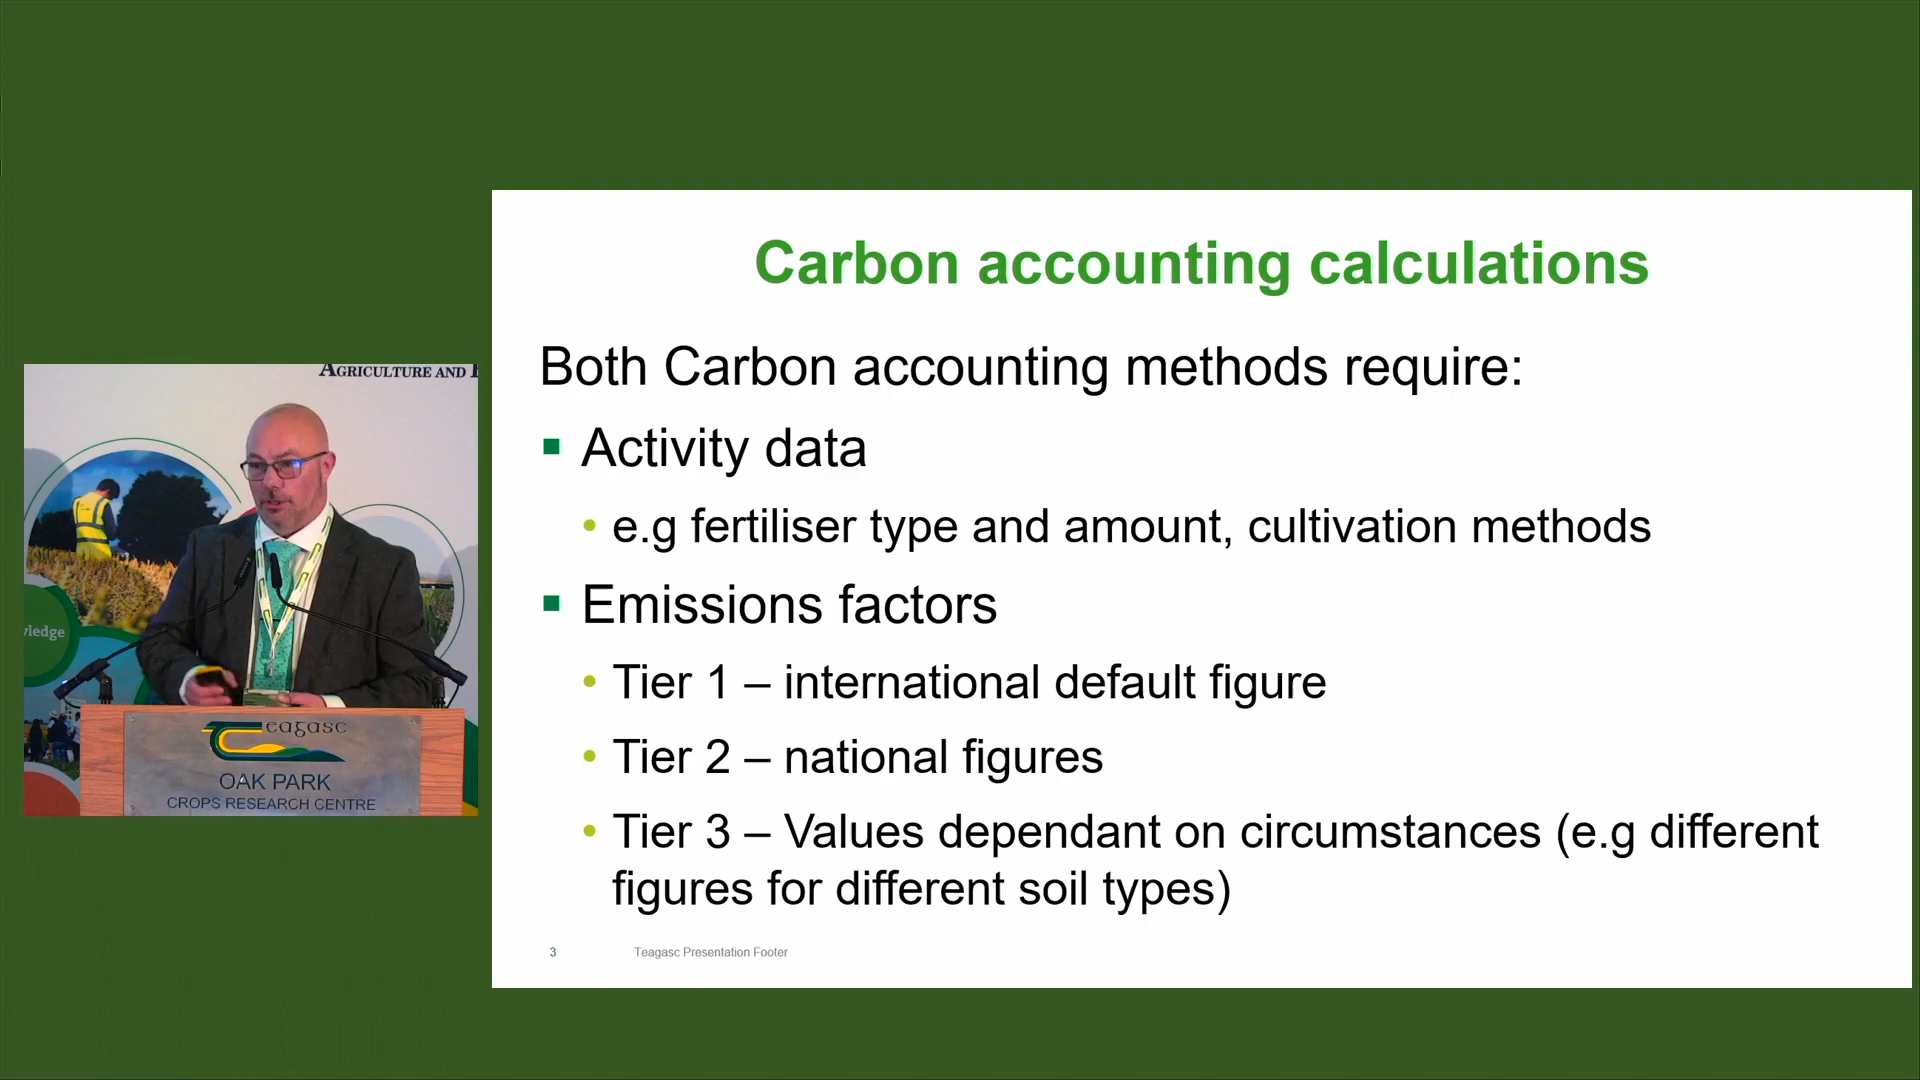 AGRICULTURE AND
ledge
eagasc
OAK PARK
CROPS RESEARCH CENTRE
Carbon accounting calculations
Both Carbon accounting methods require:
▪ Activity data
• e.g fertiliser type and amount, cultivation methods
▪ Emissions factors
• Tier 1 – international default figure
• Tier 2 – national figures
• Tier 3 – Values dependant on circumstances (e.g different
figures for different soil types)
3 Teagasc Presentation Footer